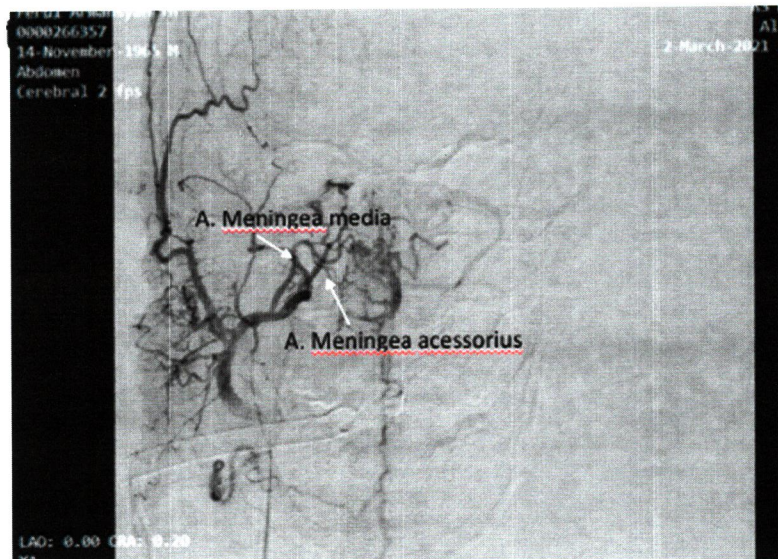 0000266357
14-November-1965 M
Abdomen
Cerebral 2 fps
2-March-2021
A. Meningea media
A. Meningea acessorius
LAO: 0.00 CRA: 0.20